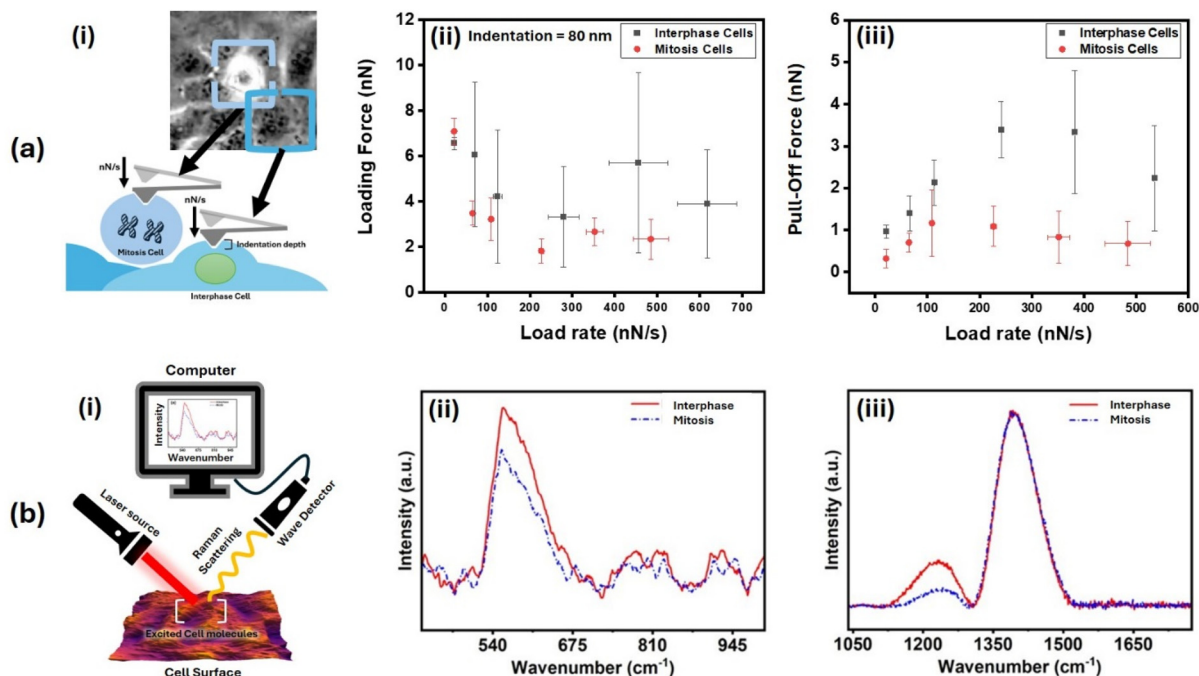 (a)
(i)
nN/s
nN/s
Mitosis Cell
Indentation depth
Interphase Cell
(ii) Indentation = 80 nm
Interphase Cells
Mitosis Cells
12
10
8
6
4
2
0
Loading Force (nN)
0 100 200 300 400 500 600 700
Load rate (nN/s)
(iii)
Interphase Cells
Mitosis Cells
6
5
4
3
2
1
0
Pull-Off Force (nN)
0 100 200 300 400 500 600
Load rate (nN/s)
(b)
(i)
Computer
Intensity
Wavenumber
Laser source
Raman
Scattering
Wave Detector
Excited Cell molecules
Cell Surface
(ii)
Interphase
Mitosis
Intensity (a.u.)
540 675 810 945
Wavenumber (cm-1)
(iii)
Interphase
Mitosis
Intensity (a.u.)
1050 1200 1350 1500 1650
Wavenumber (cm-1)